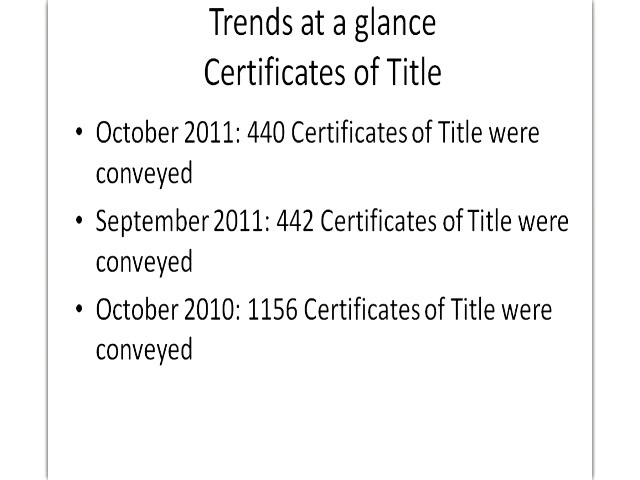 Trends at a glance
Certificates of Title
• October 2011: 440 Certificates of Title were
conveyed
• September 2011: 442 Certificates of Title were
conveyed
• October 2010: 1156 Certificates of Title were
conveyed